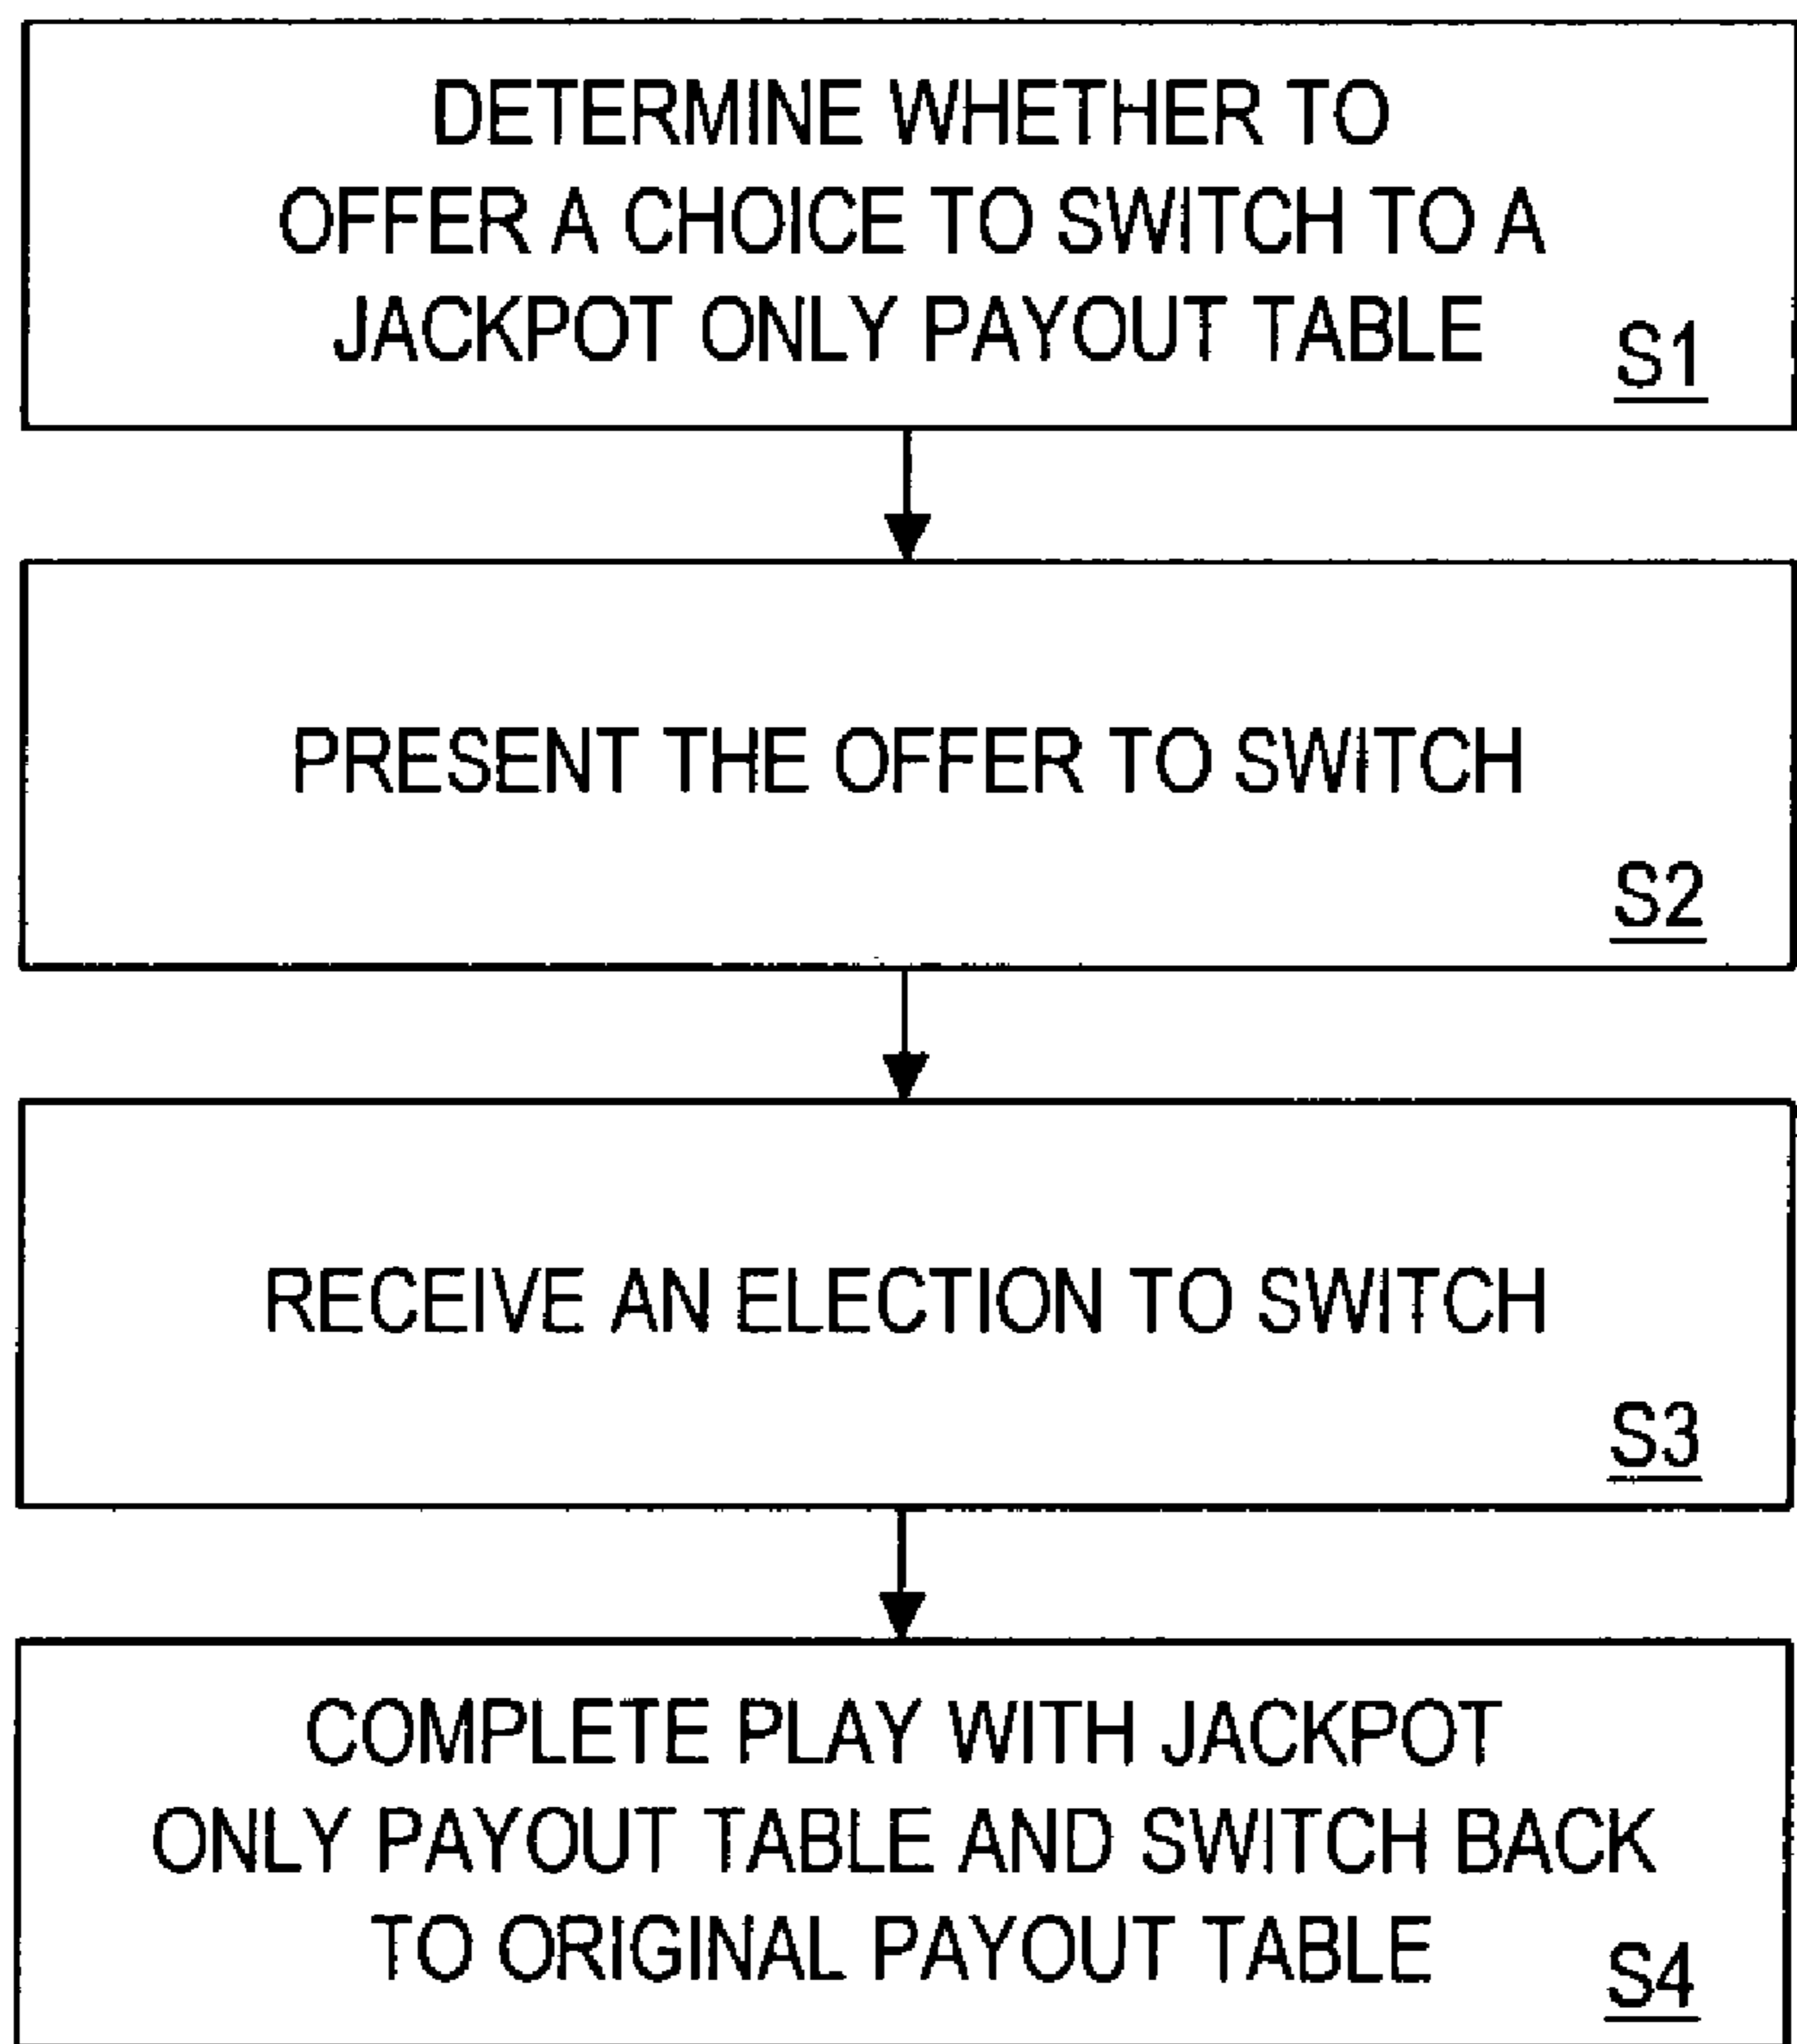 DETERMINE WHETHER TO
OFFER A CHOICE TO SWITCH TO A
JACKPOT ONLY PAYOUT TABLE
S1
PRESENT THE OFFER TO SWITCH
S2
RECEIVE AN ELECTION TO SWITCH
S3
COMPLETE PLAY WITH JACKPOT
ONLY PAYOUT TABLE AND SWITCH BACK
TO ORIGINAL PAYOUT TABLE
S4